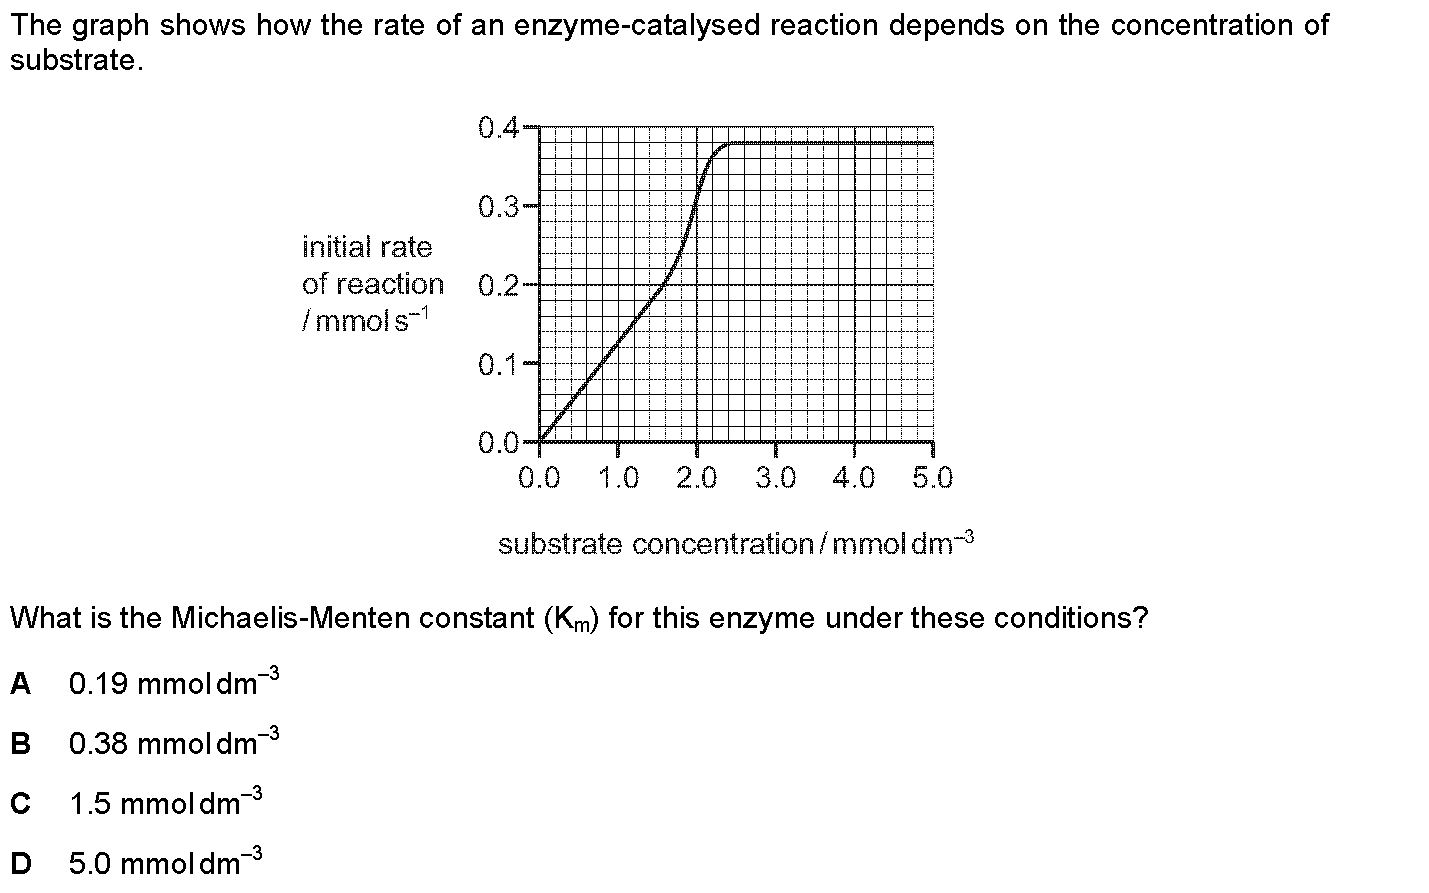 The graph shows how the rate of an enzyme-catalysed reaction depends on the concentration of
substrate.
0.4
0.3
initial rate
of reaction
/ mmol s⁻¹
0.2
0.1
0.0
0.0 1.0 2.0 3.0 4.0 5.0
substrate concentration / mmol dm⁻³
What is the Michaelis-Menten constant (Kₘ) for this enzyme under these conditions?
A 0.19 mmol dm⁻³
B 0.38 mmol dm⁻³
C 1.5 mmol dm⁻³
D 5.0 mmol dm⁻³